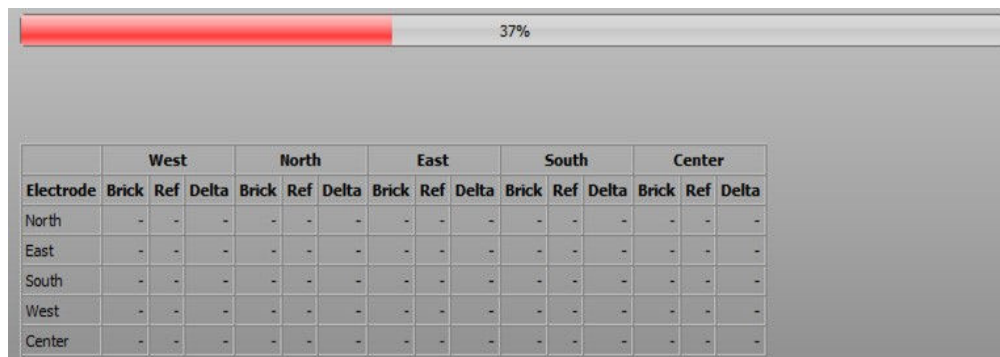 37%
West North East South Center
Electrode Brick Ref Delta Brick Ref Delta Brick Ref Delta Brick Ref Delta Brick Ref Delta
North - - - - - - - - - - - - - - -
East - - - - - - - - - - - - - - -
South - - - - - - - - - - - - - - -
West - - - - - - - - - - - - - - -
Center - - - - - - - - - - - - - - -